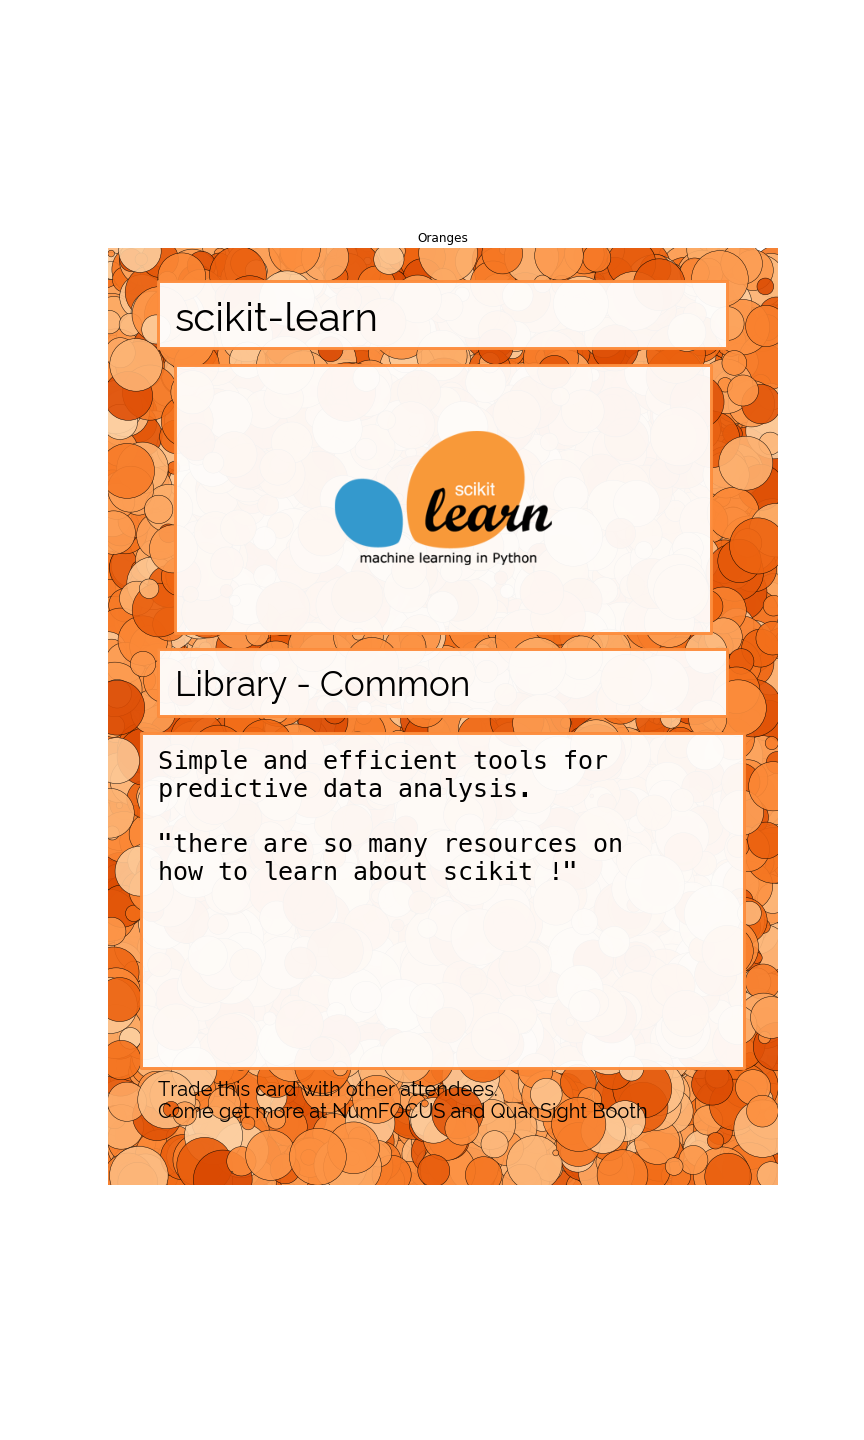 Oranges
scikit-learn
scikit
learn
machine learning in Python
Library - Common
Simple and efficient tools for
predictive data analysis.
"there are so many resources on
how to learn about scikit !"
Trade this card with other attendees.
Come get more at NumFOCUS and QuanSight Booth